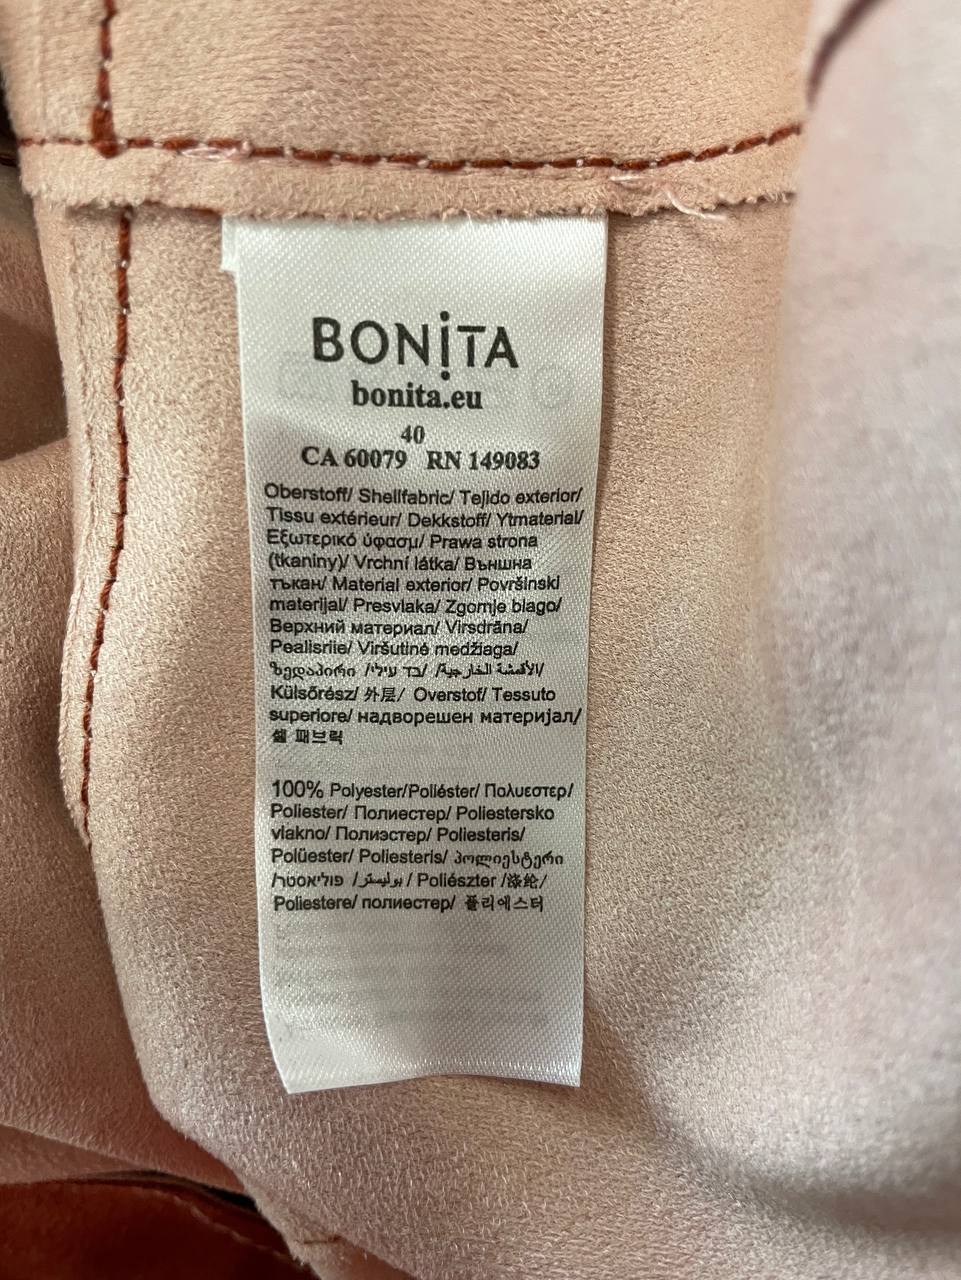 BONiTA
bonita.eu
40
CA 60079 RN 149083
Oberstoff/ Shellfabric/ Tejido exterior/
Tissu extérieur/ Dekkstoff/ Ytmaterial/
Εξωτερικό ύφασμ/ Prawa strona
(tkaniny)/ Vrchní látka/ Външна
тъкан/ Material exterior/ Površinski
materijal/ Presvlaka/ Zgornje blago/
Верхний материал/ Virsdrāna/
Pealisriie/ Viršutinė medžiaga/
ზედაპირი /בד עילי/ /الأقمشة الخارجية/
Külsőrész/ 外层/ Overstof/ Tessuto
superiore/ надворешен материјал/
쉘 패브릭
100% Polyester/Poliéster/ Πολυεστερ/
Poliester/ Полиестер/ Poliestersko
vlakno/ Полиэстер/ Poliesteris/
Polüester/ Poliesteris/ პოლიესტერი
/פוליאסטר/ بوليستر/ Poliészter /涤纶/
Poliestere/ полиестер/ 폴리에스터